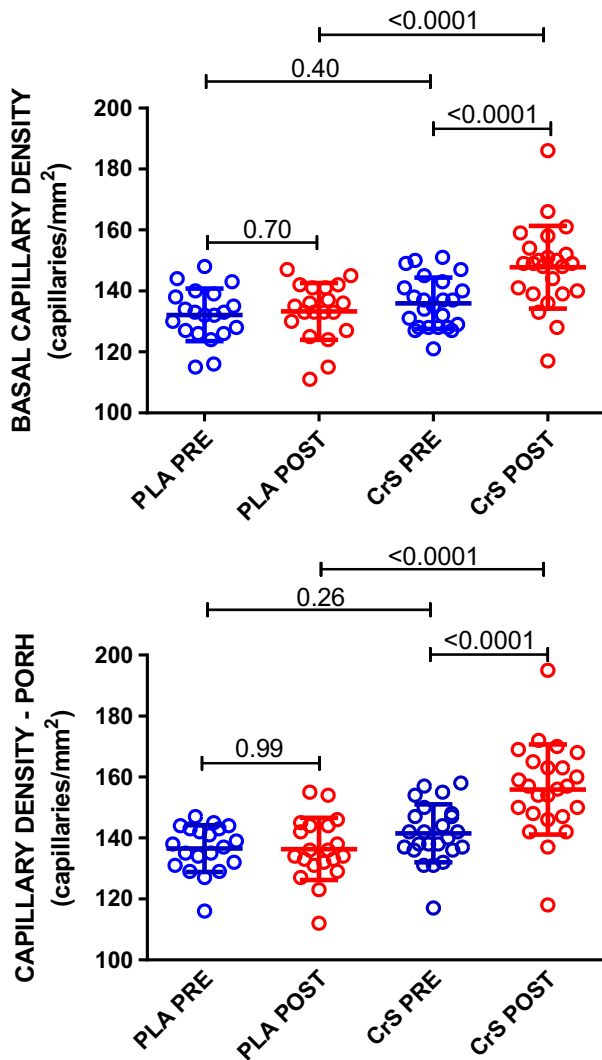 <0.0001
0.40
<0.0001
200
180
160
140
120
100
BASAL CAPILLARY DENSITY
(capillaries/mm²)
0.70
PLA PRE
PLA POST
CrS PRE
CrS POST
<0.0001
0.26
<0.0001
200
180
160
140
120
100
CAPILLARY DENSITY - PORH
(capillaries/mm²)
0.99
PLA PRE
PLA POST
CrS PRE
CrS POST